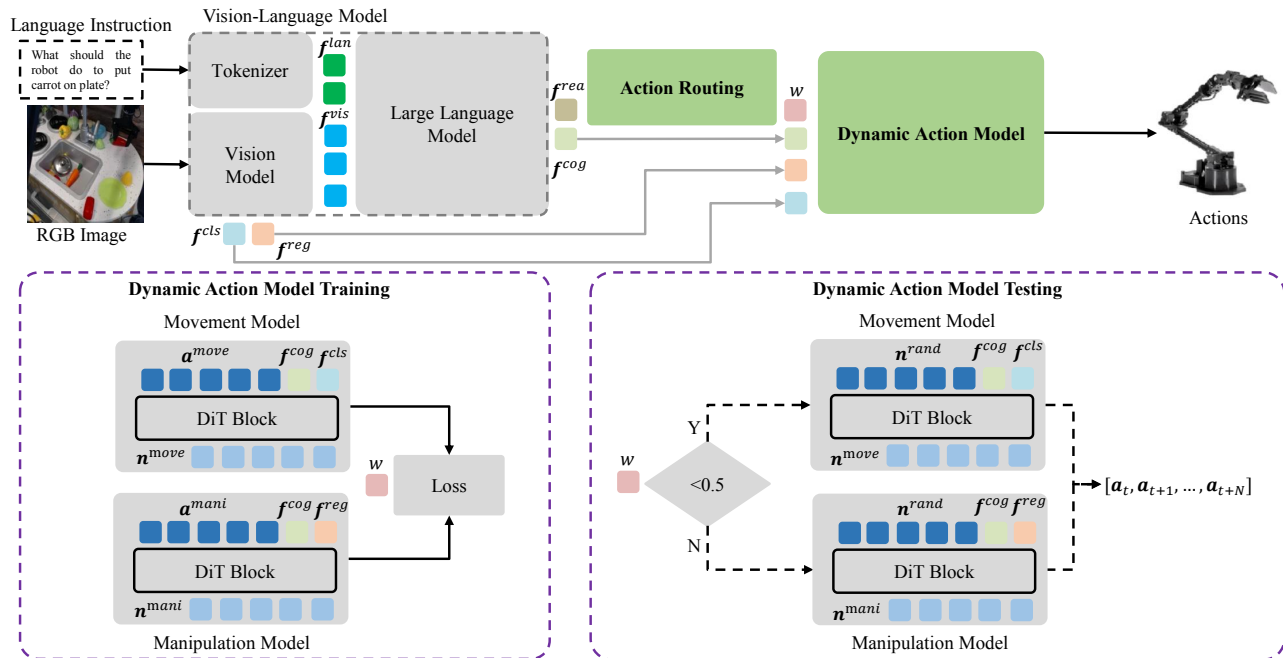 Language Instruction
What should the
robot do to put
carrot on plate?
RGB Image
Vision-Language Model
Tokenizer
Vision
Model
f^{lan}
f^{vis}
Large Language
Model
f^{rea}
f^{cog}
f^{cls}
f^{reg}
Action Routing
w
Dynamic Action Model
Actions
Dynamic Action Model Training
Movement Model
a^{move} f^{cog} f^{cls}
DiT Block
n^{move}
w
Loss
a^{mani} f^{cog} f^{reg}
DiT Block
n^{mani}
Manipulation Model
Dynamic Action Model Testing
Movement Model
n^{rand} f^{cog} f^{cls}
DiT Block
n^{move}
Y
w
<0.5
N
[a_t, a_{t+1}, ..., a_{t+N}]
n^{rand} f^{cog} f^{reg}
DiT Block
n^{mani}
Manipulation Model